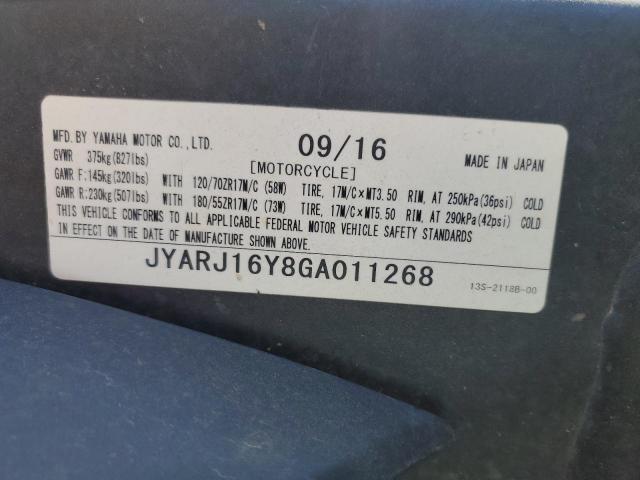 MFD. BY YAMAHA MOTOR CO., LTD. 09/16 MADE IN JAPAN
GVWR 375kg(827lbs) [MOTORCYCLE]
GAWR F:145kg(320lbs) WITH 120/70ZR17M/C (58W) TIRE, 17M/C×MT3.50 RIM, AT 250kPa(36psi) COLD
GAWR R:230kg(507lbs) WITH 180/55ZR17M/C (73W) TIRE, 17M/C×MT5.50 RIM, AT 290kPa(42psi) COLD
THIS VEHICLE CONFORMS TO ALL APPLICABLE FEDERAL MOTOR VEHICLE SAFETY STANDARDS
IN EFFECT ON THE DATE OF MANUFACTURE SHOWN ABOVE.
JYARJ16Y8GA011268
13S-2118B-00